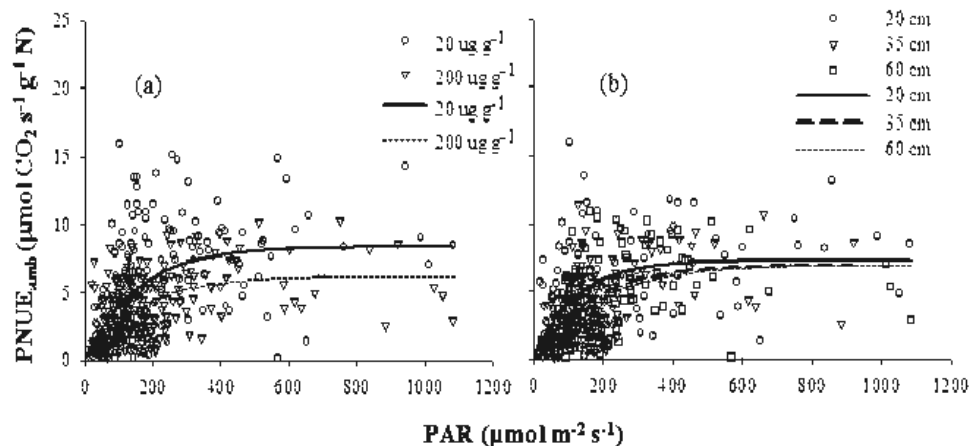 25
20
15
10
5
0
PNUEamb (µmol CO₂ s⁻¹ g⁻¹ N)
(a)
20 ug g⁻¹
200 ug g⁻¹
20 ug g⁻¹
200 ug g⁻¹
0 200 400 600 800 1000 1200
(b)
20 cm
35 cm
60 cm
20 cm
35 cm
60 cm
0 200 400 600 800 1000 1200
PAR (µmol m⁻² s⁻¹)